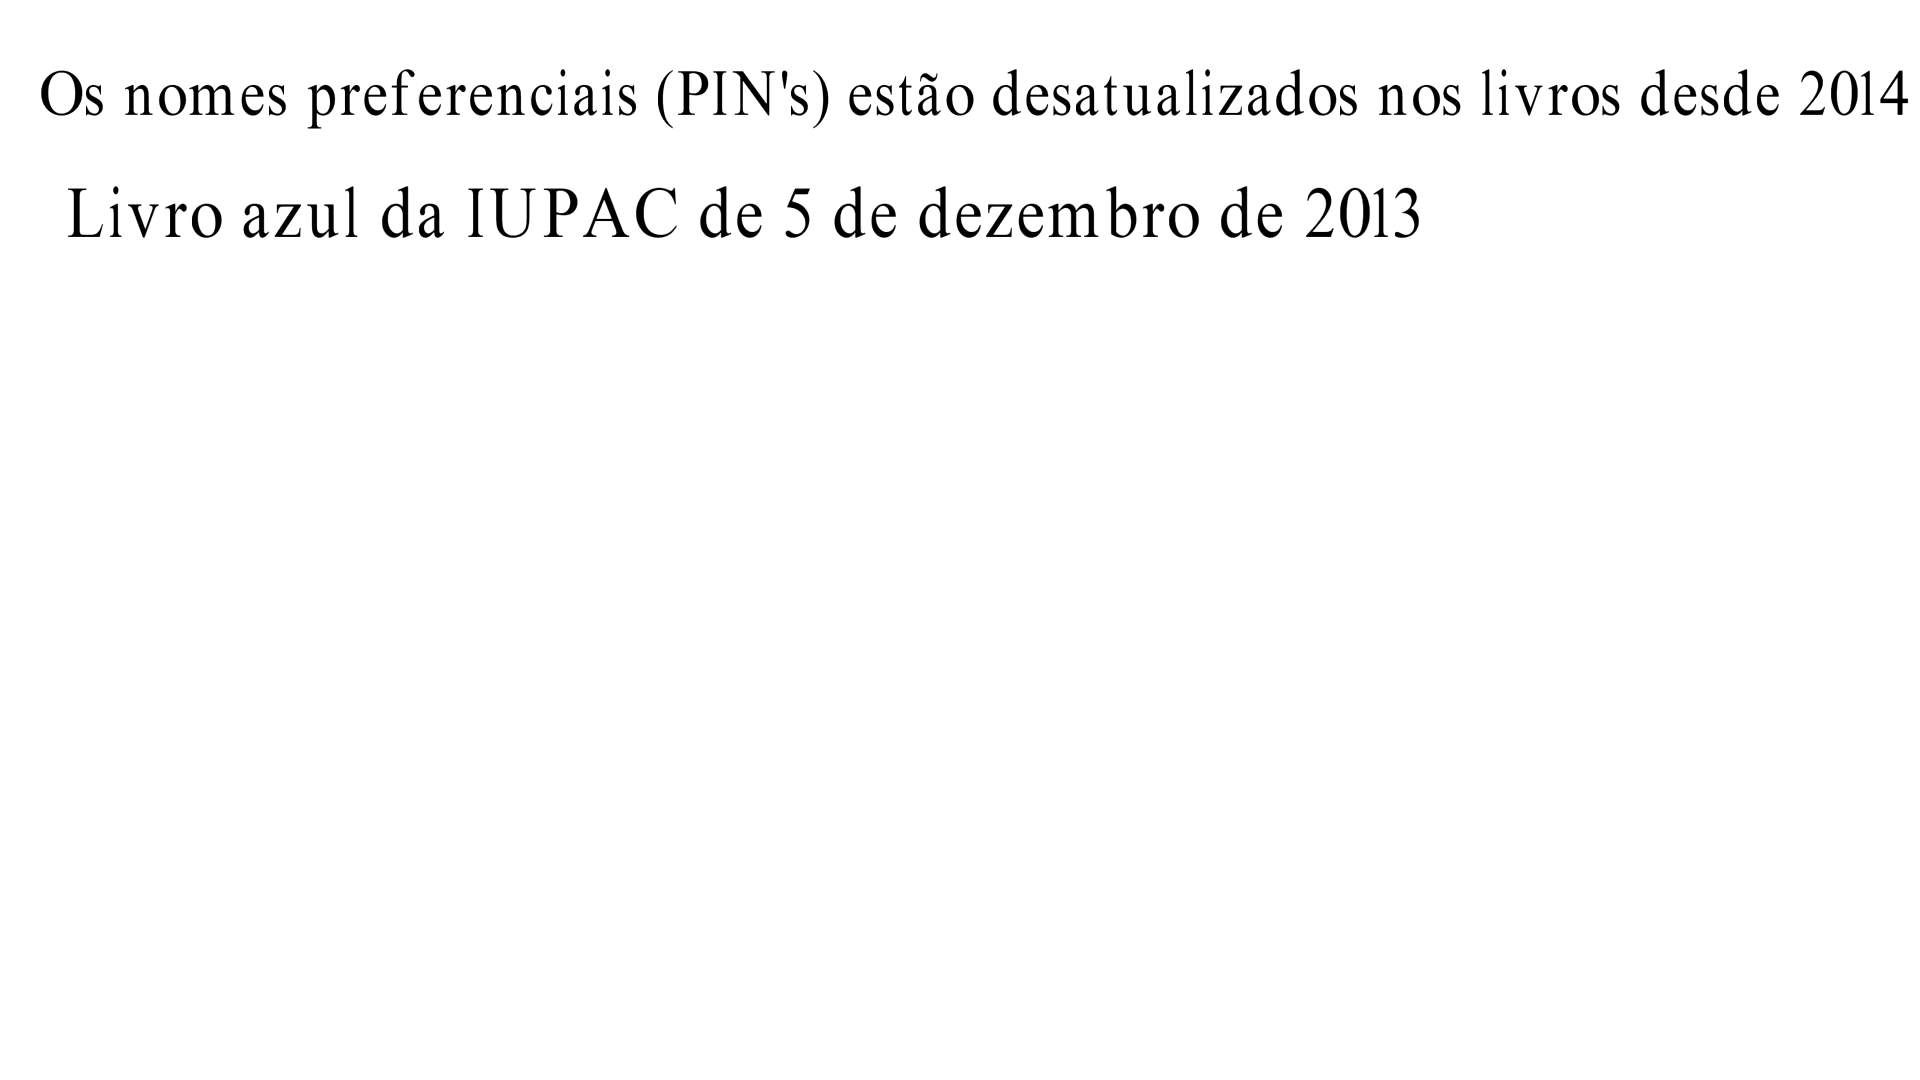 Os nomes preferenciais (PIN's) estão desatualizados nos livros desde 2014
Livro azul da IUPAC de 5 de dezembro de 2013